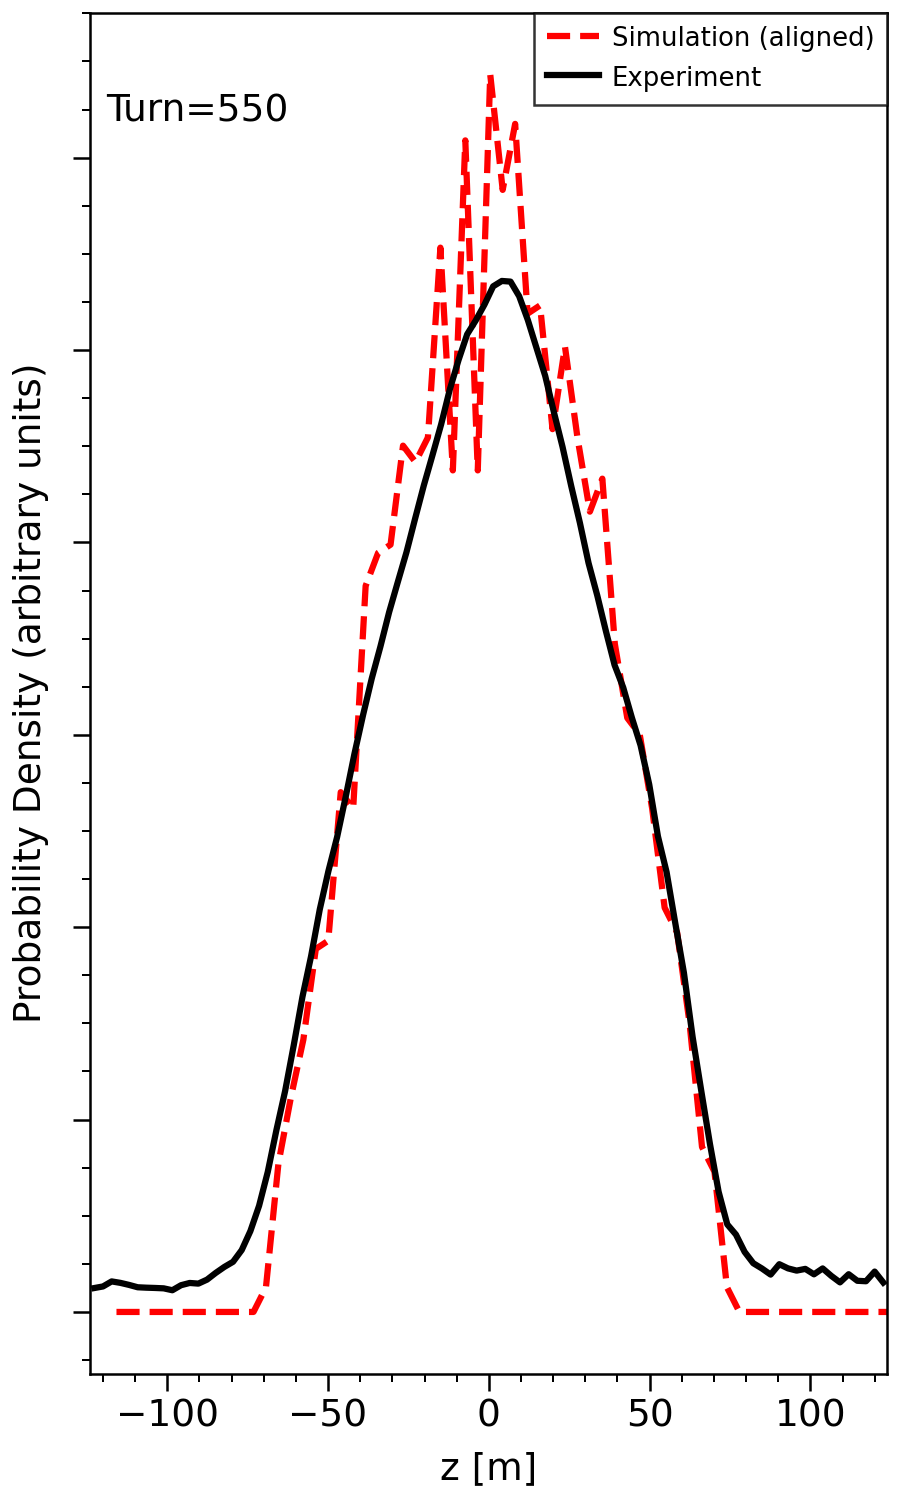 Simulation (aligned)
Experiment
Turn=550
Probability Density (arbitrary units)
−100 −50 0 50 100
z [m]